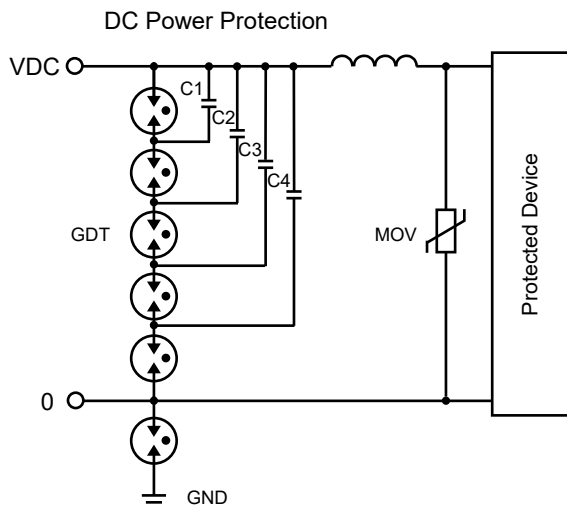 DC Power Protection
VDC
C1
C2
C3
C4
GDT
MOV
Protected Device
0
GND